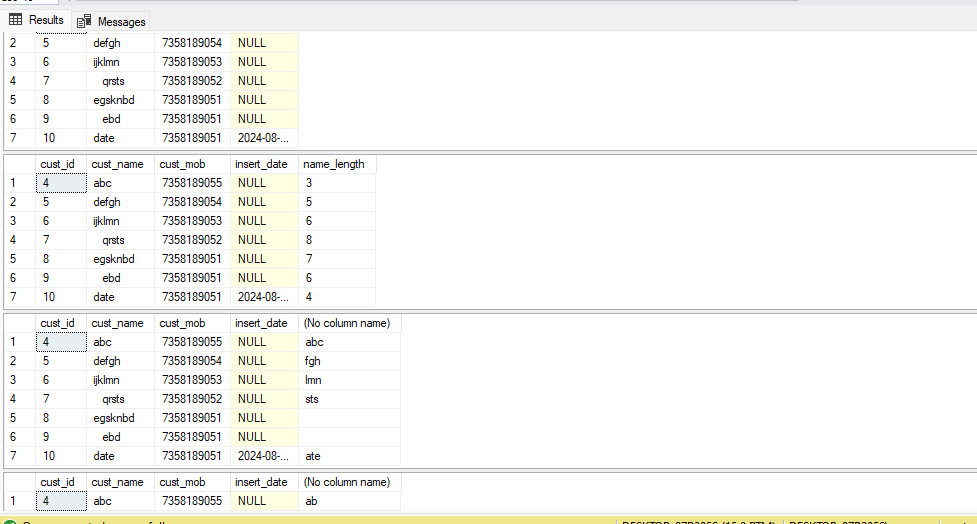 Results Messages
2 5 defgh 7358189054 NULL
3 6 ijklmn 7358189053 NULL
4 7 qrsts 7358189052 NULL
5 8 egsknbd 7358189051 NULL
6 9 ebd 7358189051 NULL
7 10 date 7358189051 2024-08-...
cust_id cust_name cust_mob insert_date name_length
1 4 abc 7358189055 NULL 3
2 5 defgh 7358189054 NULL 5
3 6 ijklmn 7358189053 NULL 6
4 7 qrsts 7358189052 NULL 8
5 8 egsknbd 7358189051 NULL 7
6 9 ebd 7358189051 NULL 6
7 10 date 7358189051 2024-08-... 4
cust_id cust_name cust_mob insert_date (No column name)
1 4 abc 7358189055 NULL abc
2 5 defgh 7358189054 NULL fgh
3 6 ijklmn 7358189053 NULL lmn
4 7 qrsts 7358189052 NULL sts
5 8 egsknbd 7358189051 NULL
6 9 ebd 7358189051 NULL
7 10 date 7358189051 2024-08-... ate
cust_id cust_name cust_mob insert_date (No column name)
1 4 abc 7358189055 NULL ab